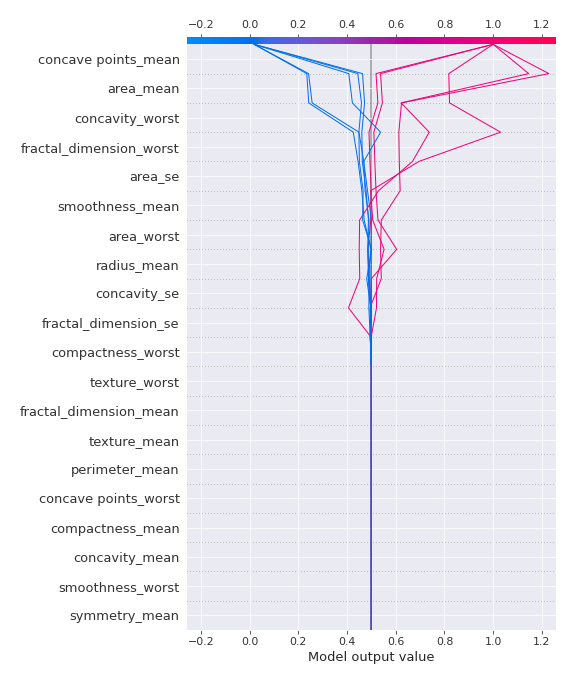 −0.2 0.0 0.2 0.4 0.6 0.8 1.0 1.2
concave points_mean
area_mean
concavity_worst
fractal_dimension_worst
area_se
smoothness_mean
area_worst
radius_mean
concavity_se
fractal_dimension_se
compactness_worst
texture_worst
fractal_dimension_mean
texture_mean
perimeter_mean
concave points_worst
compactness_mean
concavity_mean
smoothness_worst
symmetry_mean
−0.2 0.0 0.2 0.4 0.6 0.8 1.0 1.2
Model output value